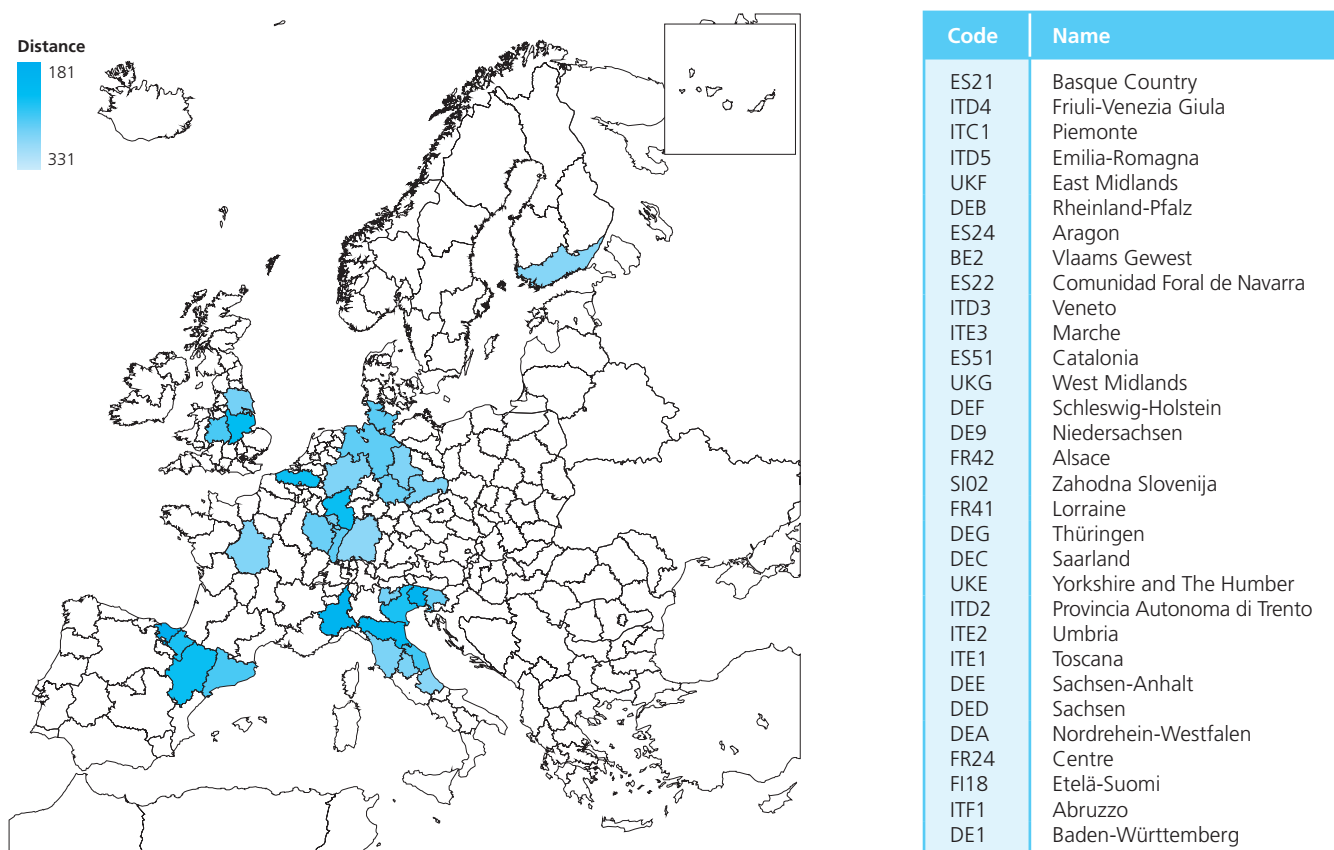 Distance
181
331
Code Name
ES21 Basque Country
ITD4 Friuli-Venezia Giula
ITC1 Piemonte
ITD5 Emilia-Romagna
UKF East Midlands
DEB Rheinland-Pfalz
ES24 Aragon
BE2 Vlaams Gewest
ES22 Comunidad Foral de Navarra
ITD3 Veneto
ITE3 Marche
ES51 Catalonia
UKG West Midlands
DEF Schleswig-Holstein
DE9 Niedersachsen
FR42 Alsace
SI02 Zahodna Slovenija
FR41 Lorraine
DEG Thüringen
DEC Saarland
UKE Yorkshire and The Humber
ITD2 Provincia Autonoma di Trento
ITE2 Umbria
ITE1 Toscana
DEE Sachsen-Anhalt
DED Sachsen
DEA Nordrehein-Westfalen
FR24 Centre
FI18 Etelä-Suomi
ITF1 Abruzzo
DE1 Baden-Württemberg